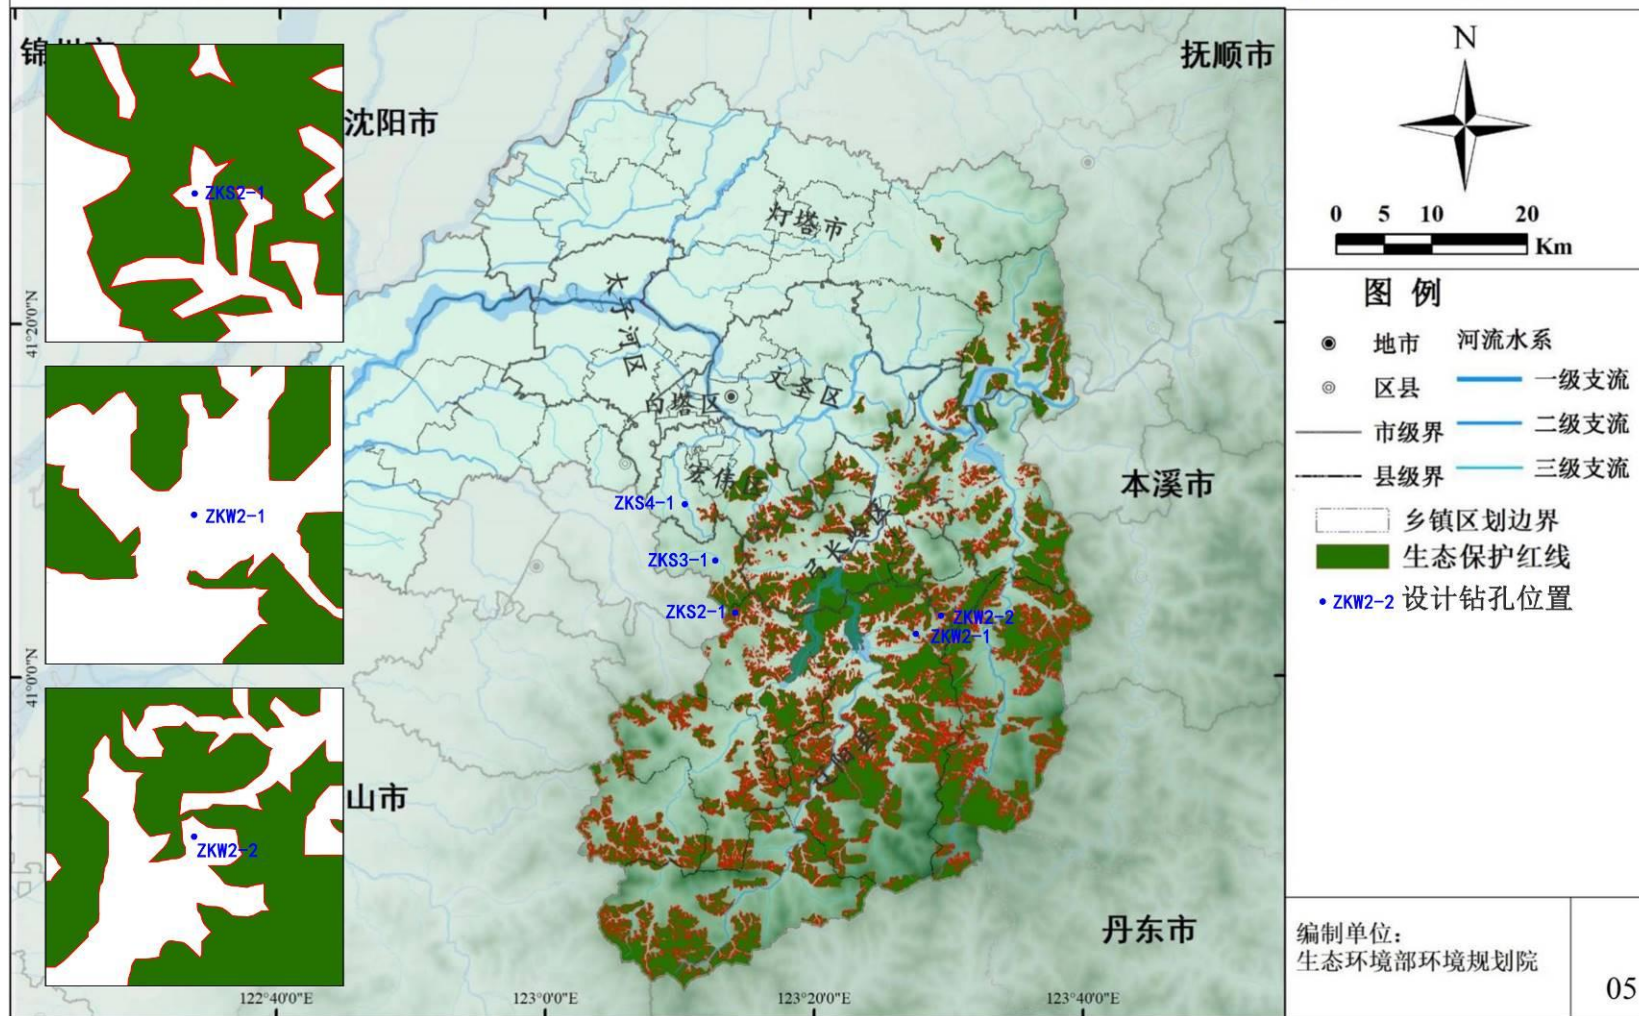 锦州市
抚顺市
沈阳市
ZKS2-1
灯塔市
太子河区
41°20'0"N
文圣区
白塔区
宏伟区
ZKW2-1
ZKS4-1
弓长岭区
ZKS3-1
ZKS2-1
ZKW2-2
ZKW2-1
41°0'0"N
辽阳县
山市
ZKW2-2
本溪市
丹东市
122°40'0"E
123°0'0"E
123°20'0"E
123°40'0"E
N
0 5 10 20
Km
图 例
地市 河流水系
区县 一级支流
市级界 二级支流
县级界 三级支流
乡镇区划边界
生态保护红线
ZKW2-2 设计钻孔位置
编制单位：
生态环境部环境规划院
05